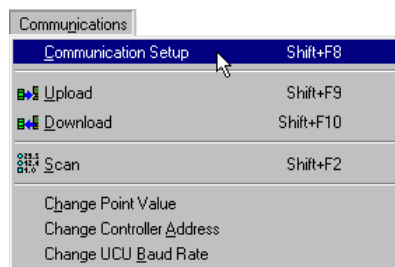 Communications
Communication Setup Shift+F8
Upload Shift+F9
Download Shift+F10
Scan Shift+F2
Change Point Value
Change Controller Address
Change UCU Baud Rate